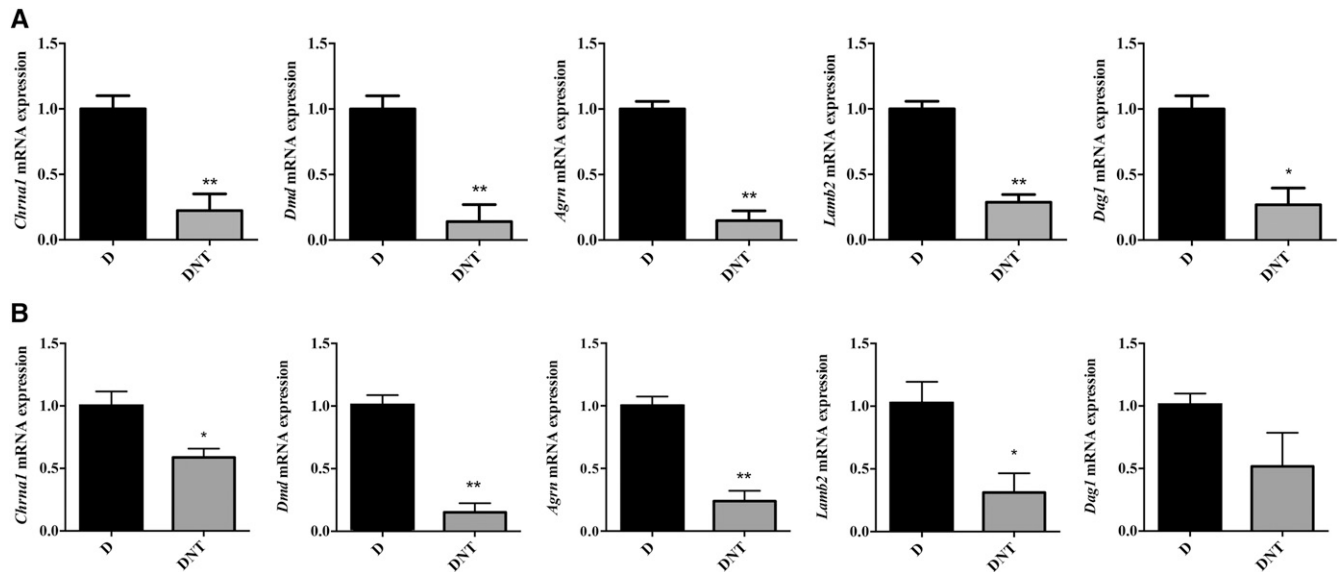 A
Chrna1 mRNA expression
1.5
1.0
0.5
0.0
**
D
DNT
Dmd mRNA expression
1.5
1.0
0.5
0.0
**
D
DNT
Agrn mRNA expression
1.5
1.0
0.5
0.0
**
D
DNT
Lamb2 mRNA expression
1.5
1.0
0.5
0.0
**
D
DNT
Dag1 mRNA expression
1.5
1.0
0.5
0.0
*
D
DNT
B
Chrna1 mRNA expression
1.5
1.0
0.5
0.0
*
D
DNT
Dmd mRNA expression
1.5
1.0
0.5
0.0
**
D
DNT
Agrn mRNA expression
1.5
1.0
0.5
0.0
**
D
DNT
Lamb2 mRNA expression
1.5
1.0
0.5
0.0
*
D
DNT
Dag1 mRNA expression
1.5
1.0
0.5
0.0
D
DNT